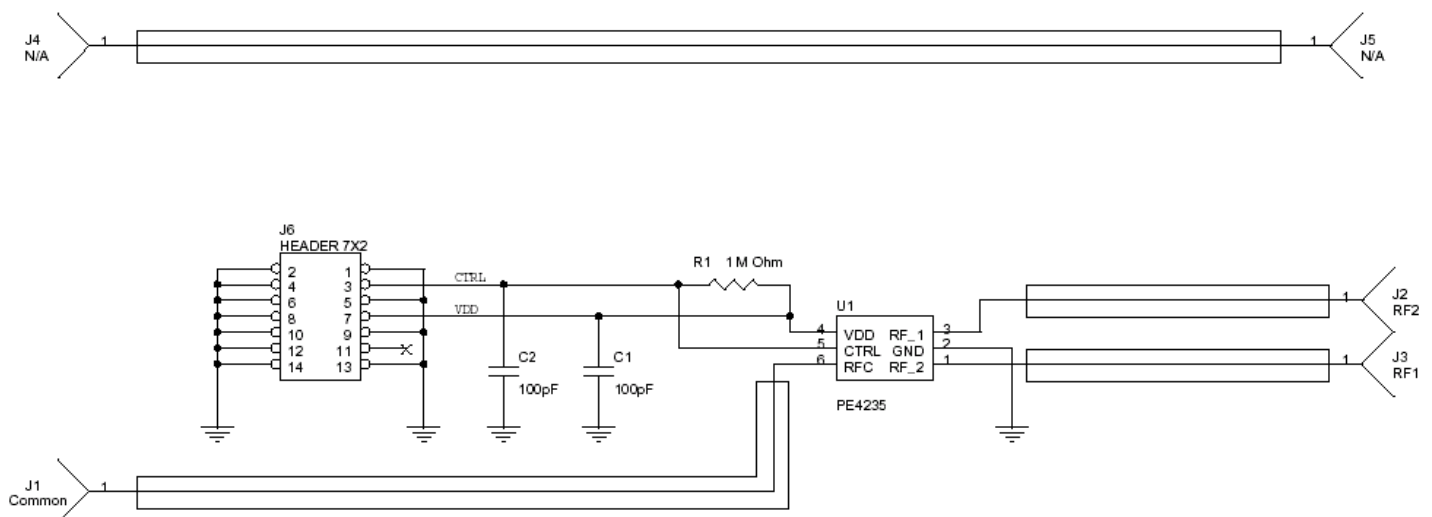 J4
N/A
1
1
J5
N/A
J6
HEADER 7X2
2 1
4 3
6 5
8 7
10 9
12 11
14 13
CTRL
VDD
R1 1 M Ohm
C2
100pF
C1
100pF
U1
4 VDD RF_1 3
5 CTRL GND 2
6 RFC RF_2 1
PE4235
1
J2
RF2
1
J3
RF1
J1
Common
1